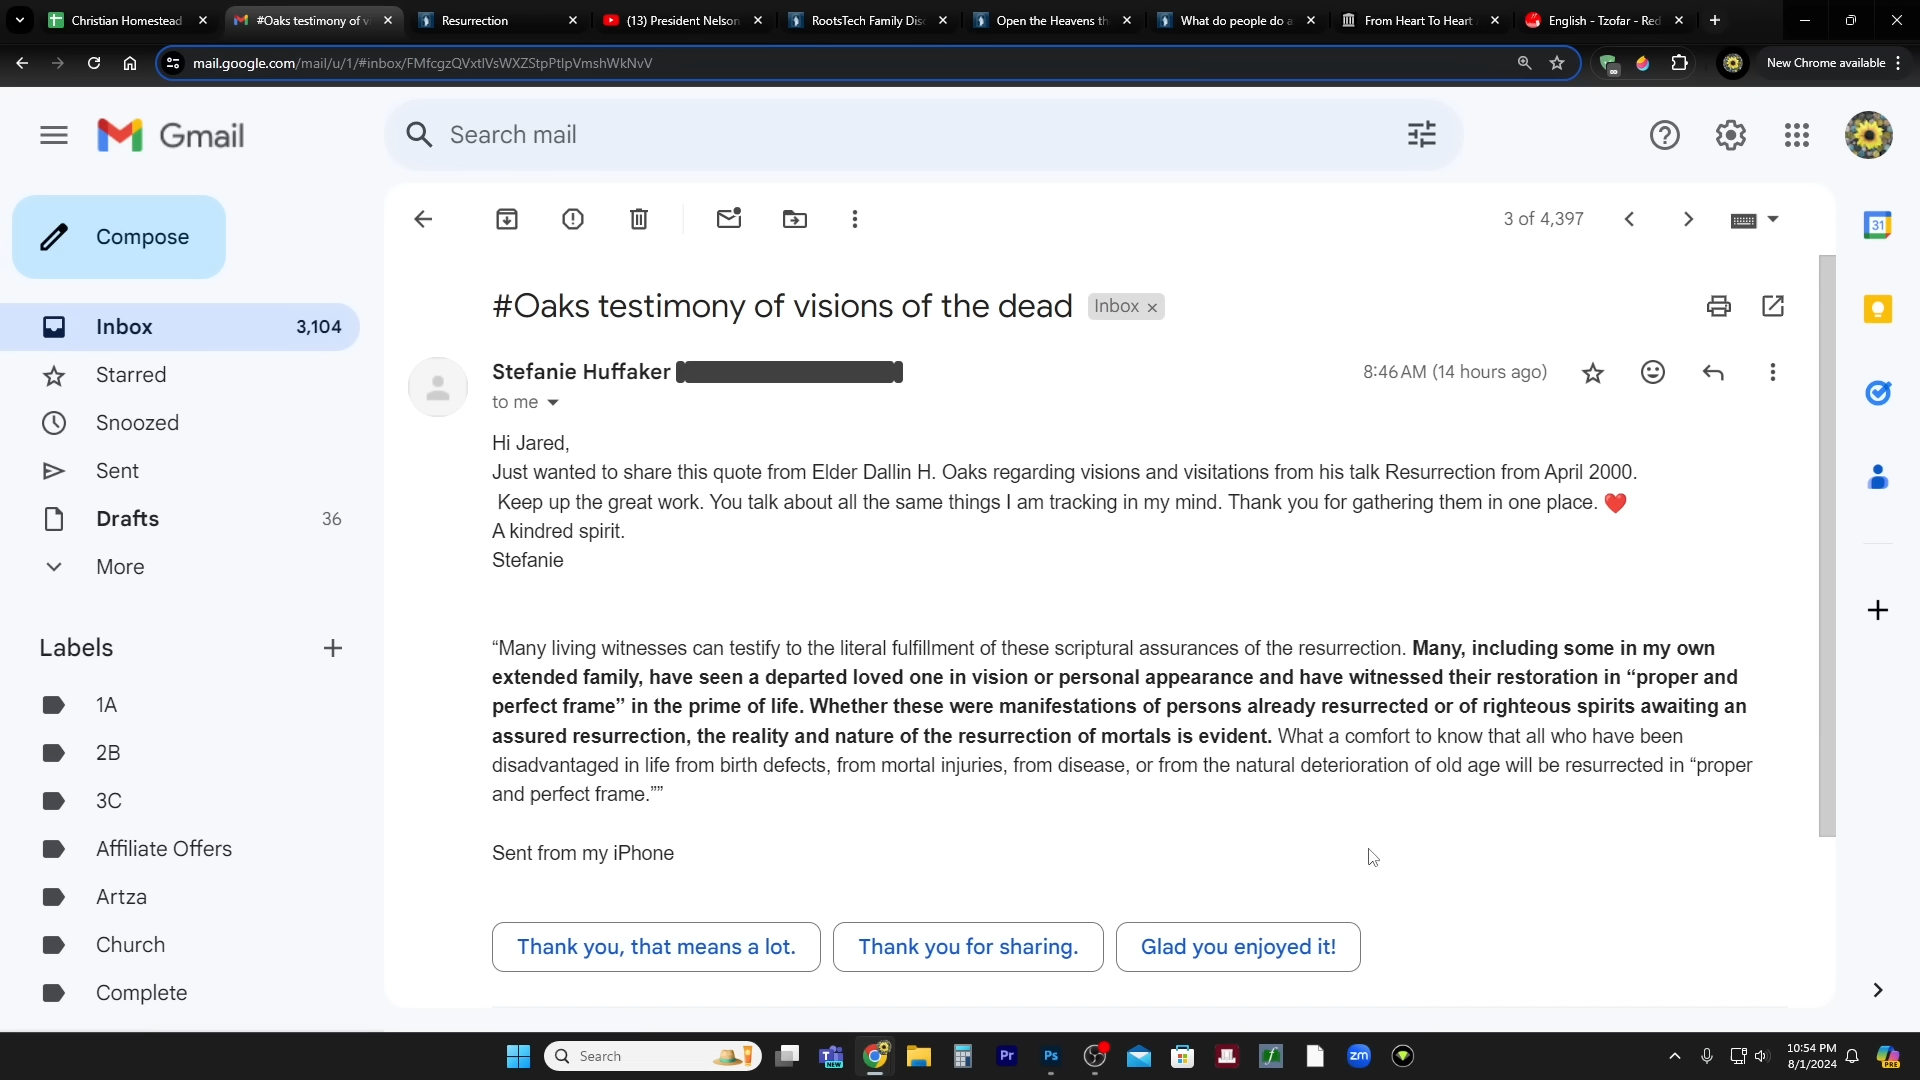 Christian Homestead
#Oaks testimony of v
Resurrection
(13) President Nelson
RootsTech Family Dis
Open the Heavens th
What do people do a
From Heart To Heart
English - Tzofar - Red
mail.google.com/mail/u/1/#inbox/FMfcgzQVxtlVsWXZStpPtlpVmshWkNvV
New Chrome available
Gmail
Search mail
Compose
3 of 4,397
31
#Oaks testimony of visions of the dead
Inbox ×
Inbox 3,104
Starred
Snoozed
Sent
Drafts 36
More
Labels
1A
2B
3C
Affiliate Offers
Artza
Church
Complete
Stefanie Huffaker
8:46 AM (14 hours ago)
to me
Hi Jared,
Just wanted to share this quote from Elder Dallin H. Oaks regarding visions and visitations from his talk Resurrection from April 2000.
Keep up the great work. You talk about all the same things I am tracking in my mind. Thank you for gathering them in one place. ❤️
A kindred spirit.
Stefanie
“Many living witnesses can testify to the literal fulfillment of these scriptural assurances of the resurrection. Many, including some in my own
extended family, have seen a departed loved one in vision or personal appearance and have witnessed their restoration in “proper and
perfect frame” in the prime of life. Whether these were manifestations of persons already resurrected or of righteous spirits awaiting an
assured resurrection, the reality and nature of the resurrection of mortals is evident. What a comfort to know that all who have been
disadvantaged in life from birth defects, from mortal injuries, from disease, or from the natural deterioration of old age will be resurrected in “proper
and perfect frame.””
Sent from my iPhone
Thank you, that means a lot.
Thank you for sharing.
Glad you enjoyed it!
Search
NEW
Pr
Ps
zm
10:54 PM
8/1/2024
PRE